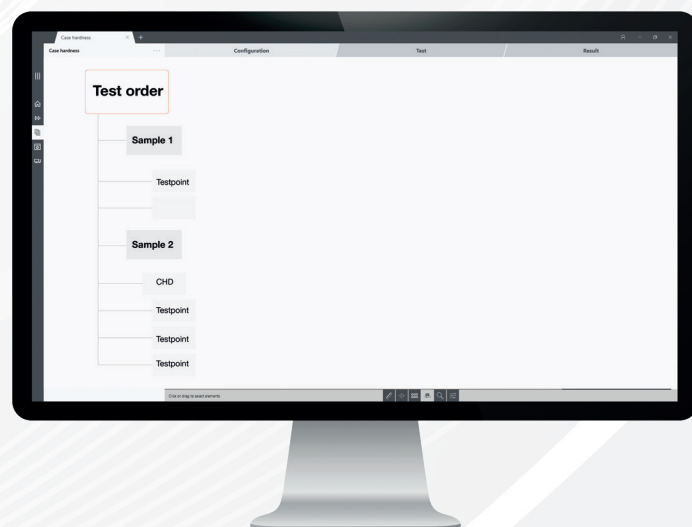 Case hardness
Case hardness
Configuration
Test
Result
Test order
Sample 1
Testpoint
Sample 2
CHD
Testpoint
Testpoint
Testpoint
Click or drag to select elements